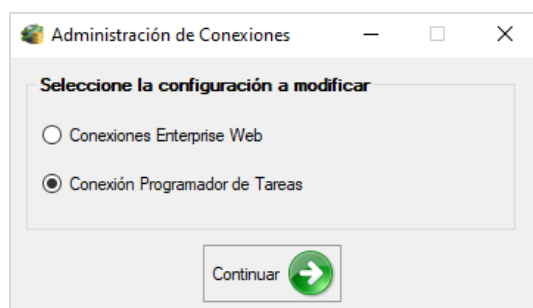 Administración de Conexiones
Seleccione la configuración a modificar
Conexiones Enterprise Web
Conexión Programador de Tareas
Continuar